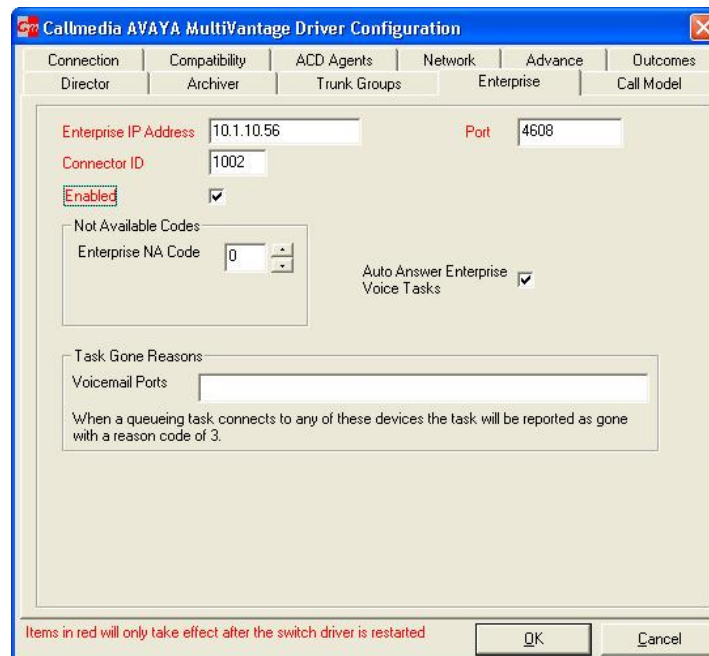 Cm Callmedia AVAYA MultiVantage Driver Configuration
Connection Compatibility ACD Agents Network Advance Outcomes
Director Archiver Trunk Groups Enterprise Call Model
Enterprise IP Address 10.1.10.56 Port 4608
Connector ID 1002
Enabled
Not Available Codes
Enterprise NA Code 0
Auto Answer Enterprise
Voice Tasks
Task Gone Reasons
Voicemail Ports
When a queueing task connects to any of these devices the task will be reported as gone
with a reason code of 3.
Items in red will only take effect after the switch driver is restarted
OK Cancel